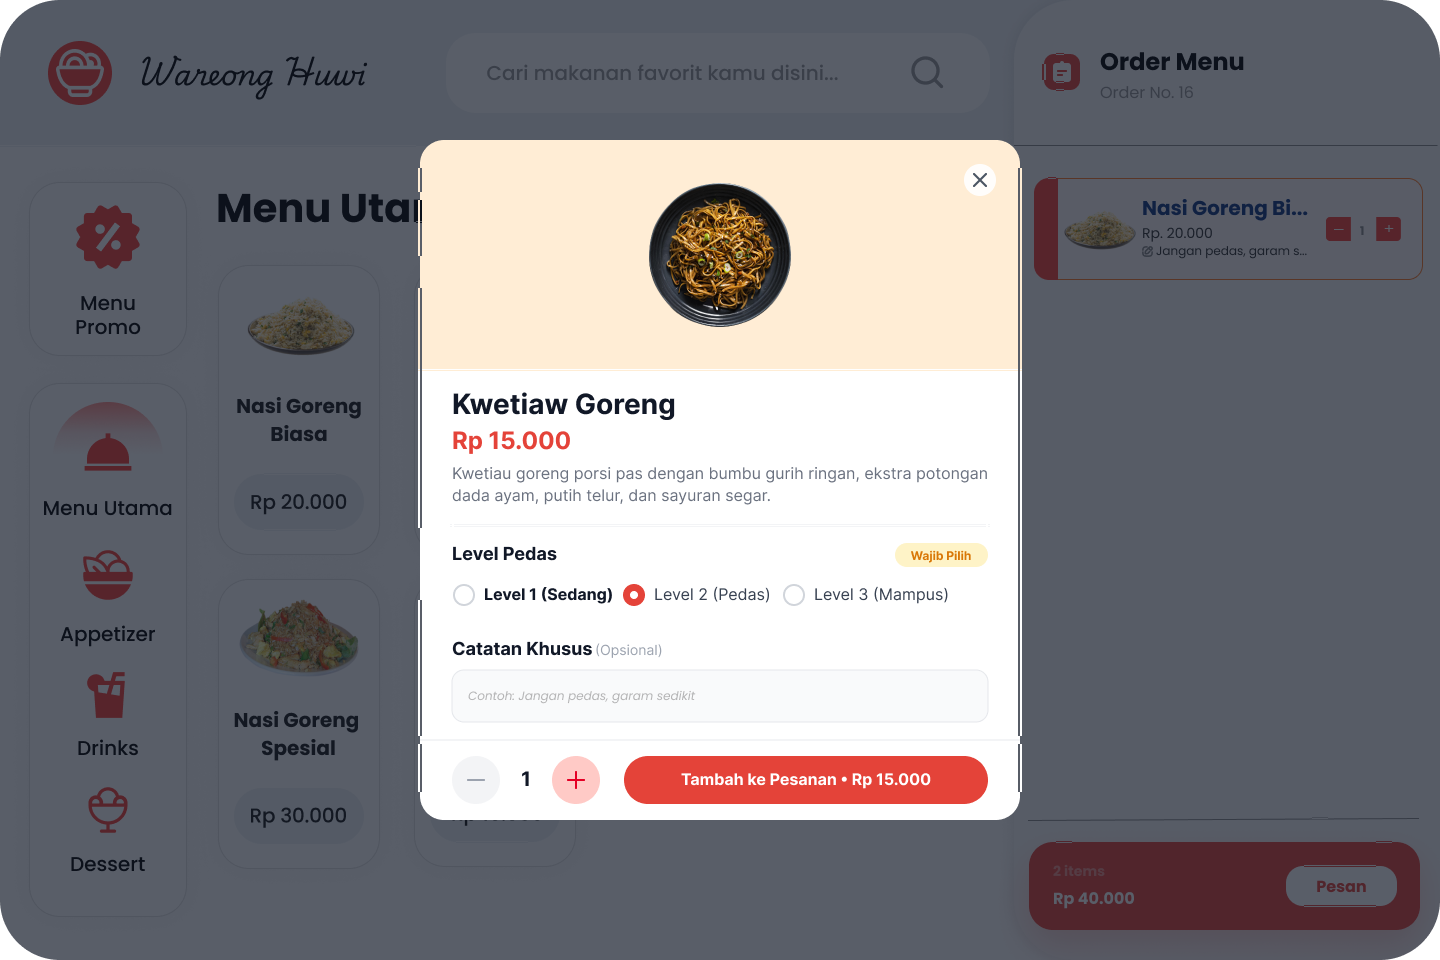 Wareong Huwi
Cari makanan favorit kamu disini...
Order Menu
Order No. 16
Menu
Promo
Menu Utama
Appetizer
Drinks
Dessert
Menu Utam
Nasi Goreng
Biasa
Rp 20.000
Nasi Goreng
Spesial
Rp 30.000
Kwetiaw Goreng
Rp 15.000
Kwetiau goreng porsi pas dengan bumbu gurih ringan, ekstra potongan
dada ayam, putih telur, dan sayuran segar.
Level Pedas
Wajib Pilih
Level 1 (Sedang)
Level 2 (Pedas)
Level 3 (Mampus)
Catatan Khusus (Opsional)
Contoh: Jangan pedas, garam sedikit
1
Tambah ke Pesanan • Rp 15.000
Nasi Goreng Bi...
Rp. 20.000
Jangan pedas, garam s...
1
2 items
Rp 40.000
Pesan